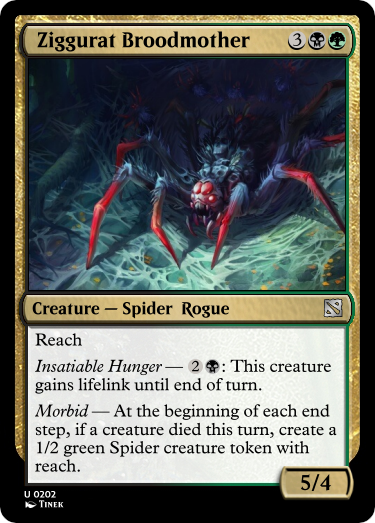 Ziggurat Broodmother 3
Creature — Spider Rogue
Reach
Insatiable Hunger — 2 : This creature
gains lifelink until end of turn.
Morbid — At the beginning of each end
step, if a creature died this turn, create a
1/2 green Spider creature token with
reach.
5/4
U 0202
Tinek